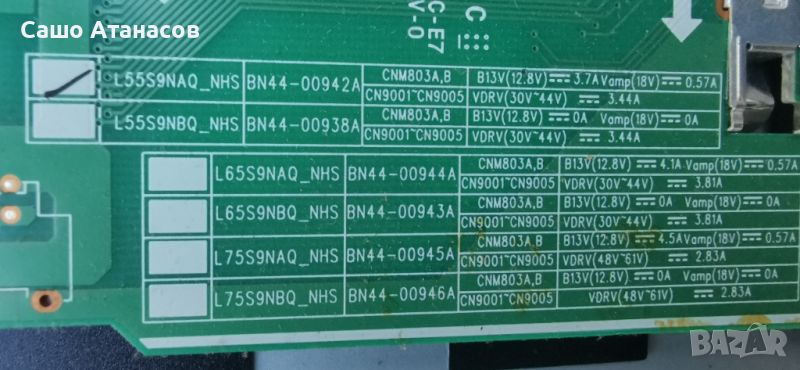 Сашо Атанасов
C
C-E7
V-0
L55S9NAQ_NHS BN44-00942A CNM803A,B B13V(12.8V) 3.7A Vamp(18V) 0.57A
CN9001~CN9005 VDRV(30V~44V) 3.44A
L55S9NBQ_NHS BN44-00938A CNM803A,B B13V(12.8V) 0A Vamp(18V) 0A
CN9001~CN9005 VDRV(30V~44V) 3.44A
L65S9NAQ_NHS BN44-00944A CNM803A,B B13V(12.8V) 4.1A Vamp(18V) 0.57A
CN9001~CN9005 VDRV(30V~44V) 3.81A
L65S9NBQ_NHS BN44-00943A CNM803A,B B13V(12.8V) 0A Vamp(18V) 0A
CN9001~CN9005 VDRV(30V~44V) 3.81A
L75S9NAQ_NHS BN44-00945A CNM803A,B B13V(12.8V) 4.5A Vamp(18V) 0.57A
CN9001~CN9005 VDRV(48V~61V) 2.83A
L75S9NBQ_NHS BN44-00946A CNM803A,B B13V(12.8V) 0A Vamp(18V) 0A
CN9001~CN9005 VDRV(48V~61V) 2.83A
BAZAR